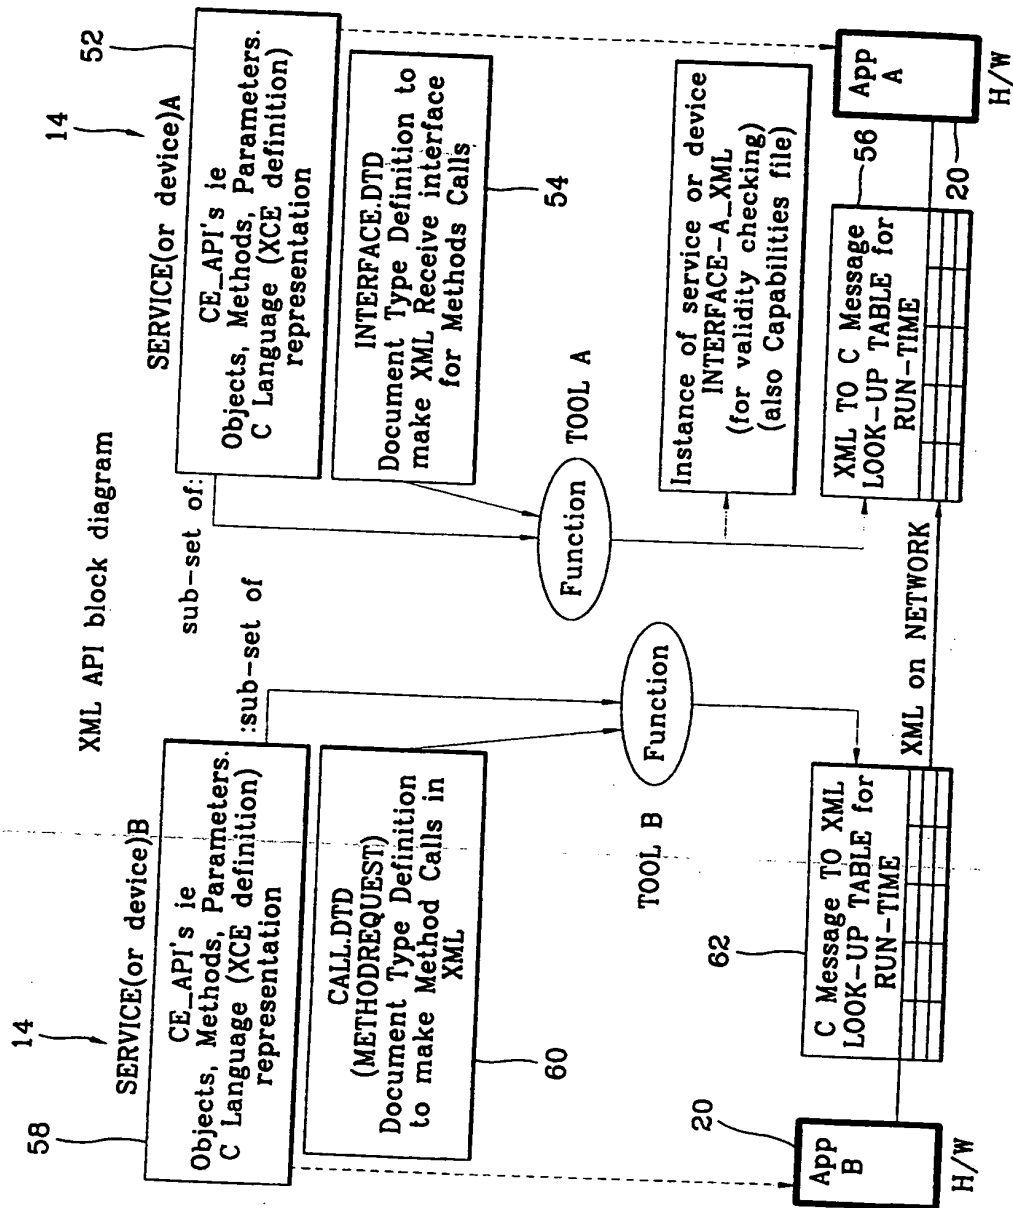 XML API block diagram
14
SERVICE(or device)B
58
CE_API's ie
Objects, Methods, Parameters.
C Language (XCE definition)
representation
:sub-set of
CALL.DTD
(METHODREQUEST)
Document Type Definition
to make Method Calls in
XML
60
TOOL B
Function
62
C Message TO XML
LOOK-UP TABLE for
RUN-TIME
20
App
B
H/W
XML on NETWORK
14
SERVICE(or device)A
52
CE_API's ie
Objects, Methods, Parameters.
C Language (XCE definition)
representation
sub-set of:
INTERFACE.DTD
Document Type Definition to
make XML Receive interface
for Methods Calls
54
TOOL A
Function
Instance of service or device
INTERFACE-A_XML
(for validity checking)
(also Capabilities file)
56
XML TO C Message
LOOK-UP TABLE for
RUN-TIME
20
App
A
H/W